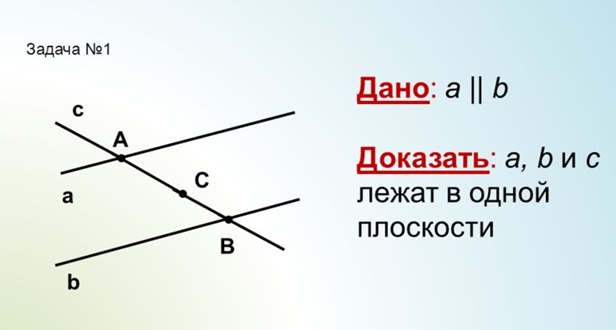 Задача №1
c
A
a
C
B
b
Дано: a || b
Доказать: a, b и c
лежат в одной
плоскости